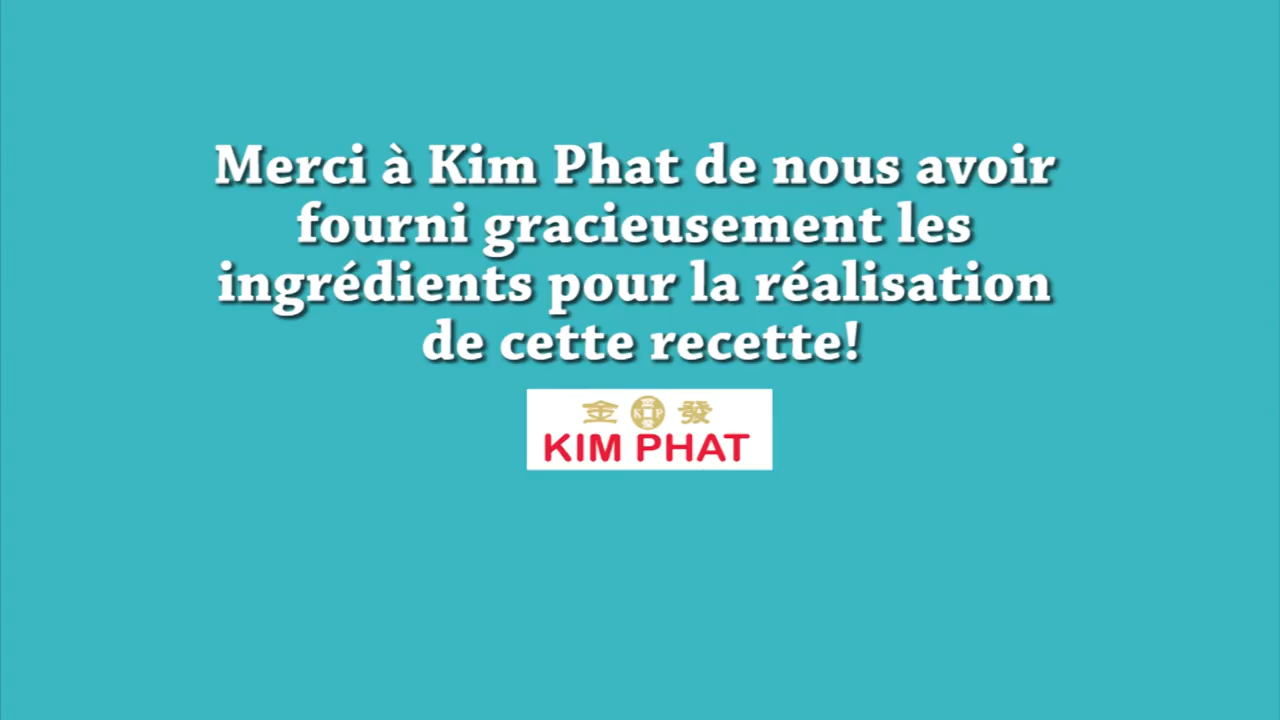 Merci à Kim Phat de nous avoir
fourni gracieusement les
ingrédients pour la réalisation
de cette recette!
金 KP 發
KIM PHAT